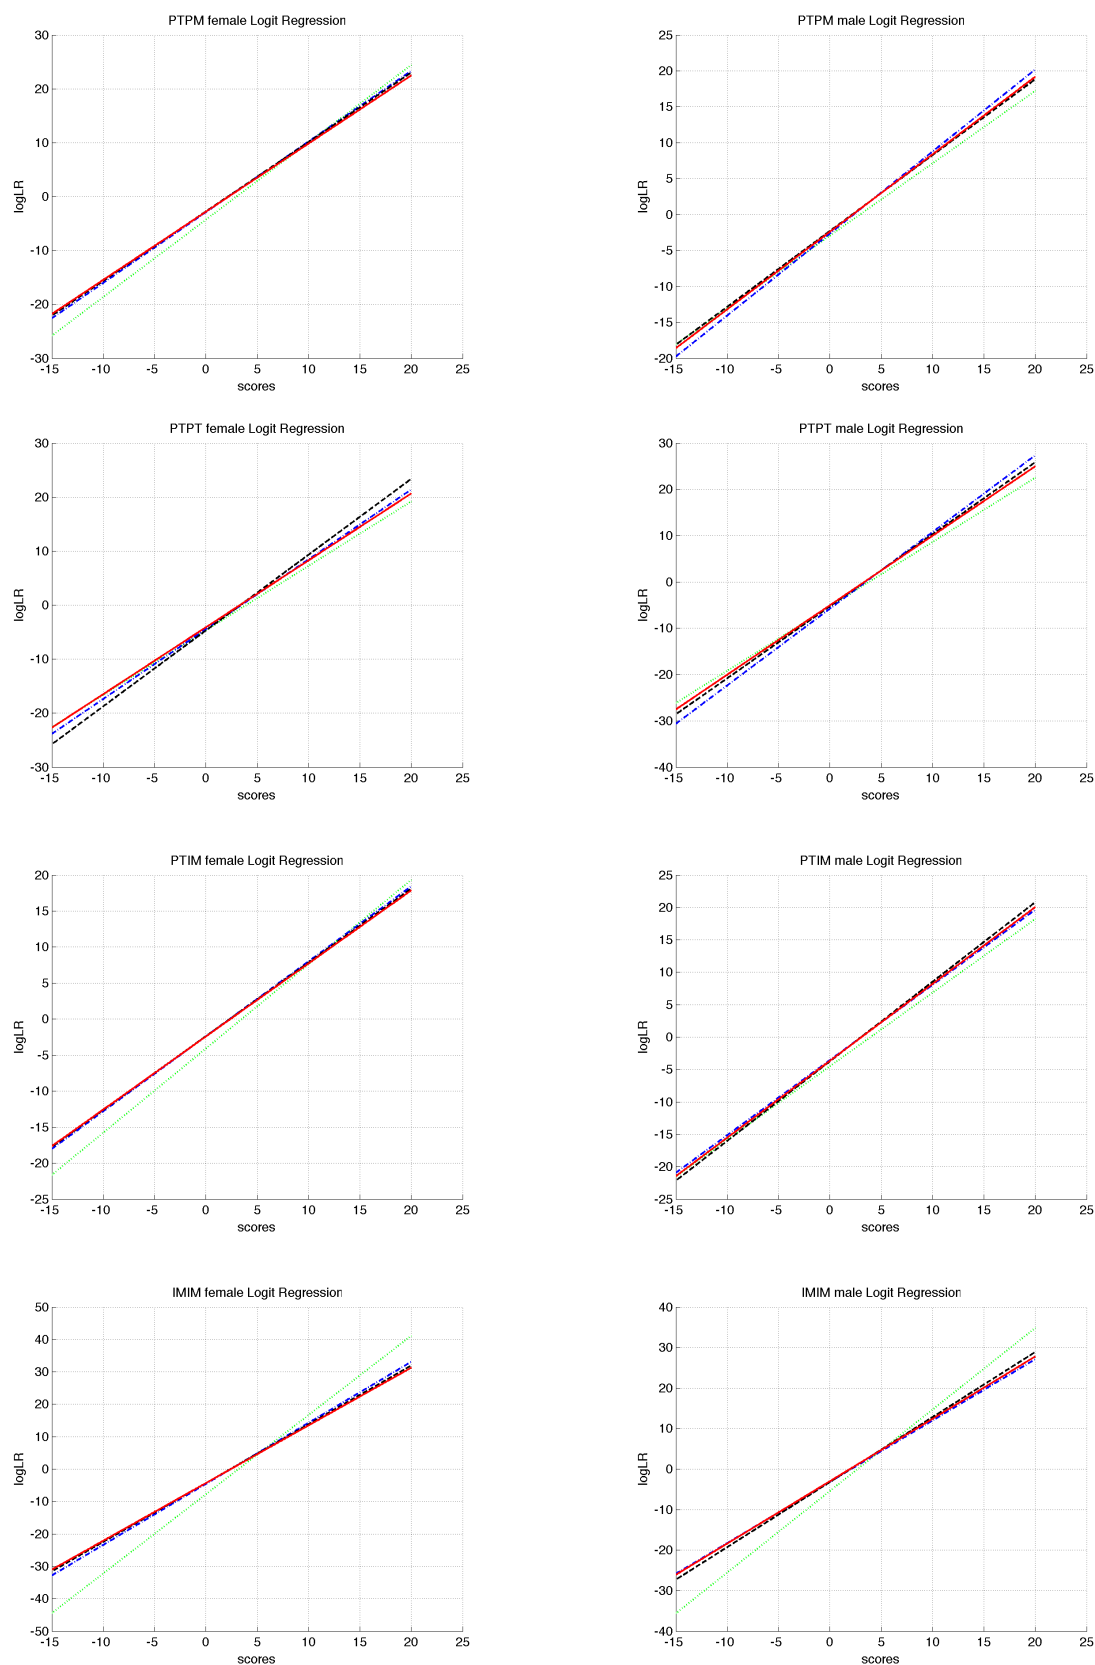 PTPM female Logit Regression
30
20
10
0
-10
-20
-30
logLR
-15 -10 -5 0 5 10 15 20 25
scores
PTPM male Logit Regression
25
20
15
10
5
0
-5
-10
-15
-20
logLR
-15 -10 -5 0 5 10 15 20 25
scores
PTPT female Logit Regression
30
20
10
0
-10
-20
-30
logLR
-15 -10 -5 0 5 10 15 20 25
scores
PTPT male Logit Regression
30
20
10
0
-10
-20
-30
-40
logLR
-15 -10 -5 0 5 10 15 20 25
scores
PTIM female Logit Regression
20
15
10
5
0
-5
-10
-15
-20
-25
logLR
-15 -10 -5 0 5 10 15 20 25
scores
PTIM male Logit Regression
25
20
15
10
5
0
-5
-10
-15
-20
-25
logLR
-15 -10 -5 0 5 10 15 20 25
scores
IMIM female Logit Regression
50
40
30
20
10
0
-10
-20
-30
-40
-50
logLR
-15 -10 -5 0 5 10 15 20 25
scores
IMIM male Logit Regression
40
30
20
10
0
-10
-20
-30
-40
logLR
-15 -10 -5 0 5 10 15 20 25
scores